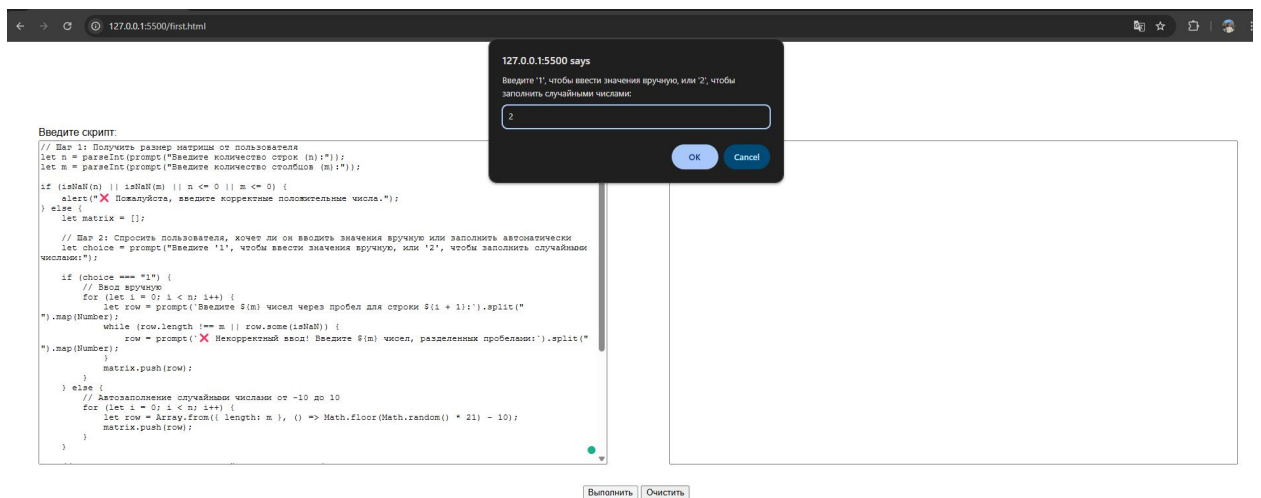 127.0.0.1:5500/first.html
127.0.0.1:5500 says
Введите '1', чтобы ввести значения вручную, или '2', чтобы
заполнить случайными числами:
2
OK Cancel
Введите скрипт:
// Шаг 1: Получить размер матрицы от пользователя
let n = parseInt(prompt("Введите количество строк (n):"));
let m = parseInt(prompt("Введите количество столбцов (m):"));
if (isNaN(n) || isNaN(m) || n <= 0 || m <= 0) {
alert("❌ Пожалуйста, введите корректные положительные числа.");
} else {
let matrix = [];
// Шаг 2: Спросить пользователя, хочет ли он вводить значения вручную или заполнить автоматически
let choice = prompt("Введите '1', чтобы ввести значения вручную, или '2', чтобы заполнить случайными
числами:");
if (choice === "1") {
// Ввод вручную
for (let i = 0; i < n; i++) {
let row = prompt(`Введите ${m} чисел через пробел для строки ${i + 1}:`).split("
").map(Number);
while (row.length !== m || row.some(isNaN)) {
row = prompt(`❌ Некорректный ввод! Введите ${m} чисел, разделенных пробелами:`).split("
").map(Number);
}
matrix.push(row);
}
} else {
// Автозаполнение случайными числами от -10 до 10
for (let i = 0; i < n; i++) {
let row = Array.from({ length: m }, () => Math.floor(Math.random() * 21) - 10);
matrix.push(row);
}
}
Выполнить Очистить